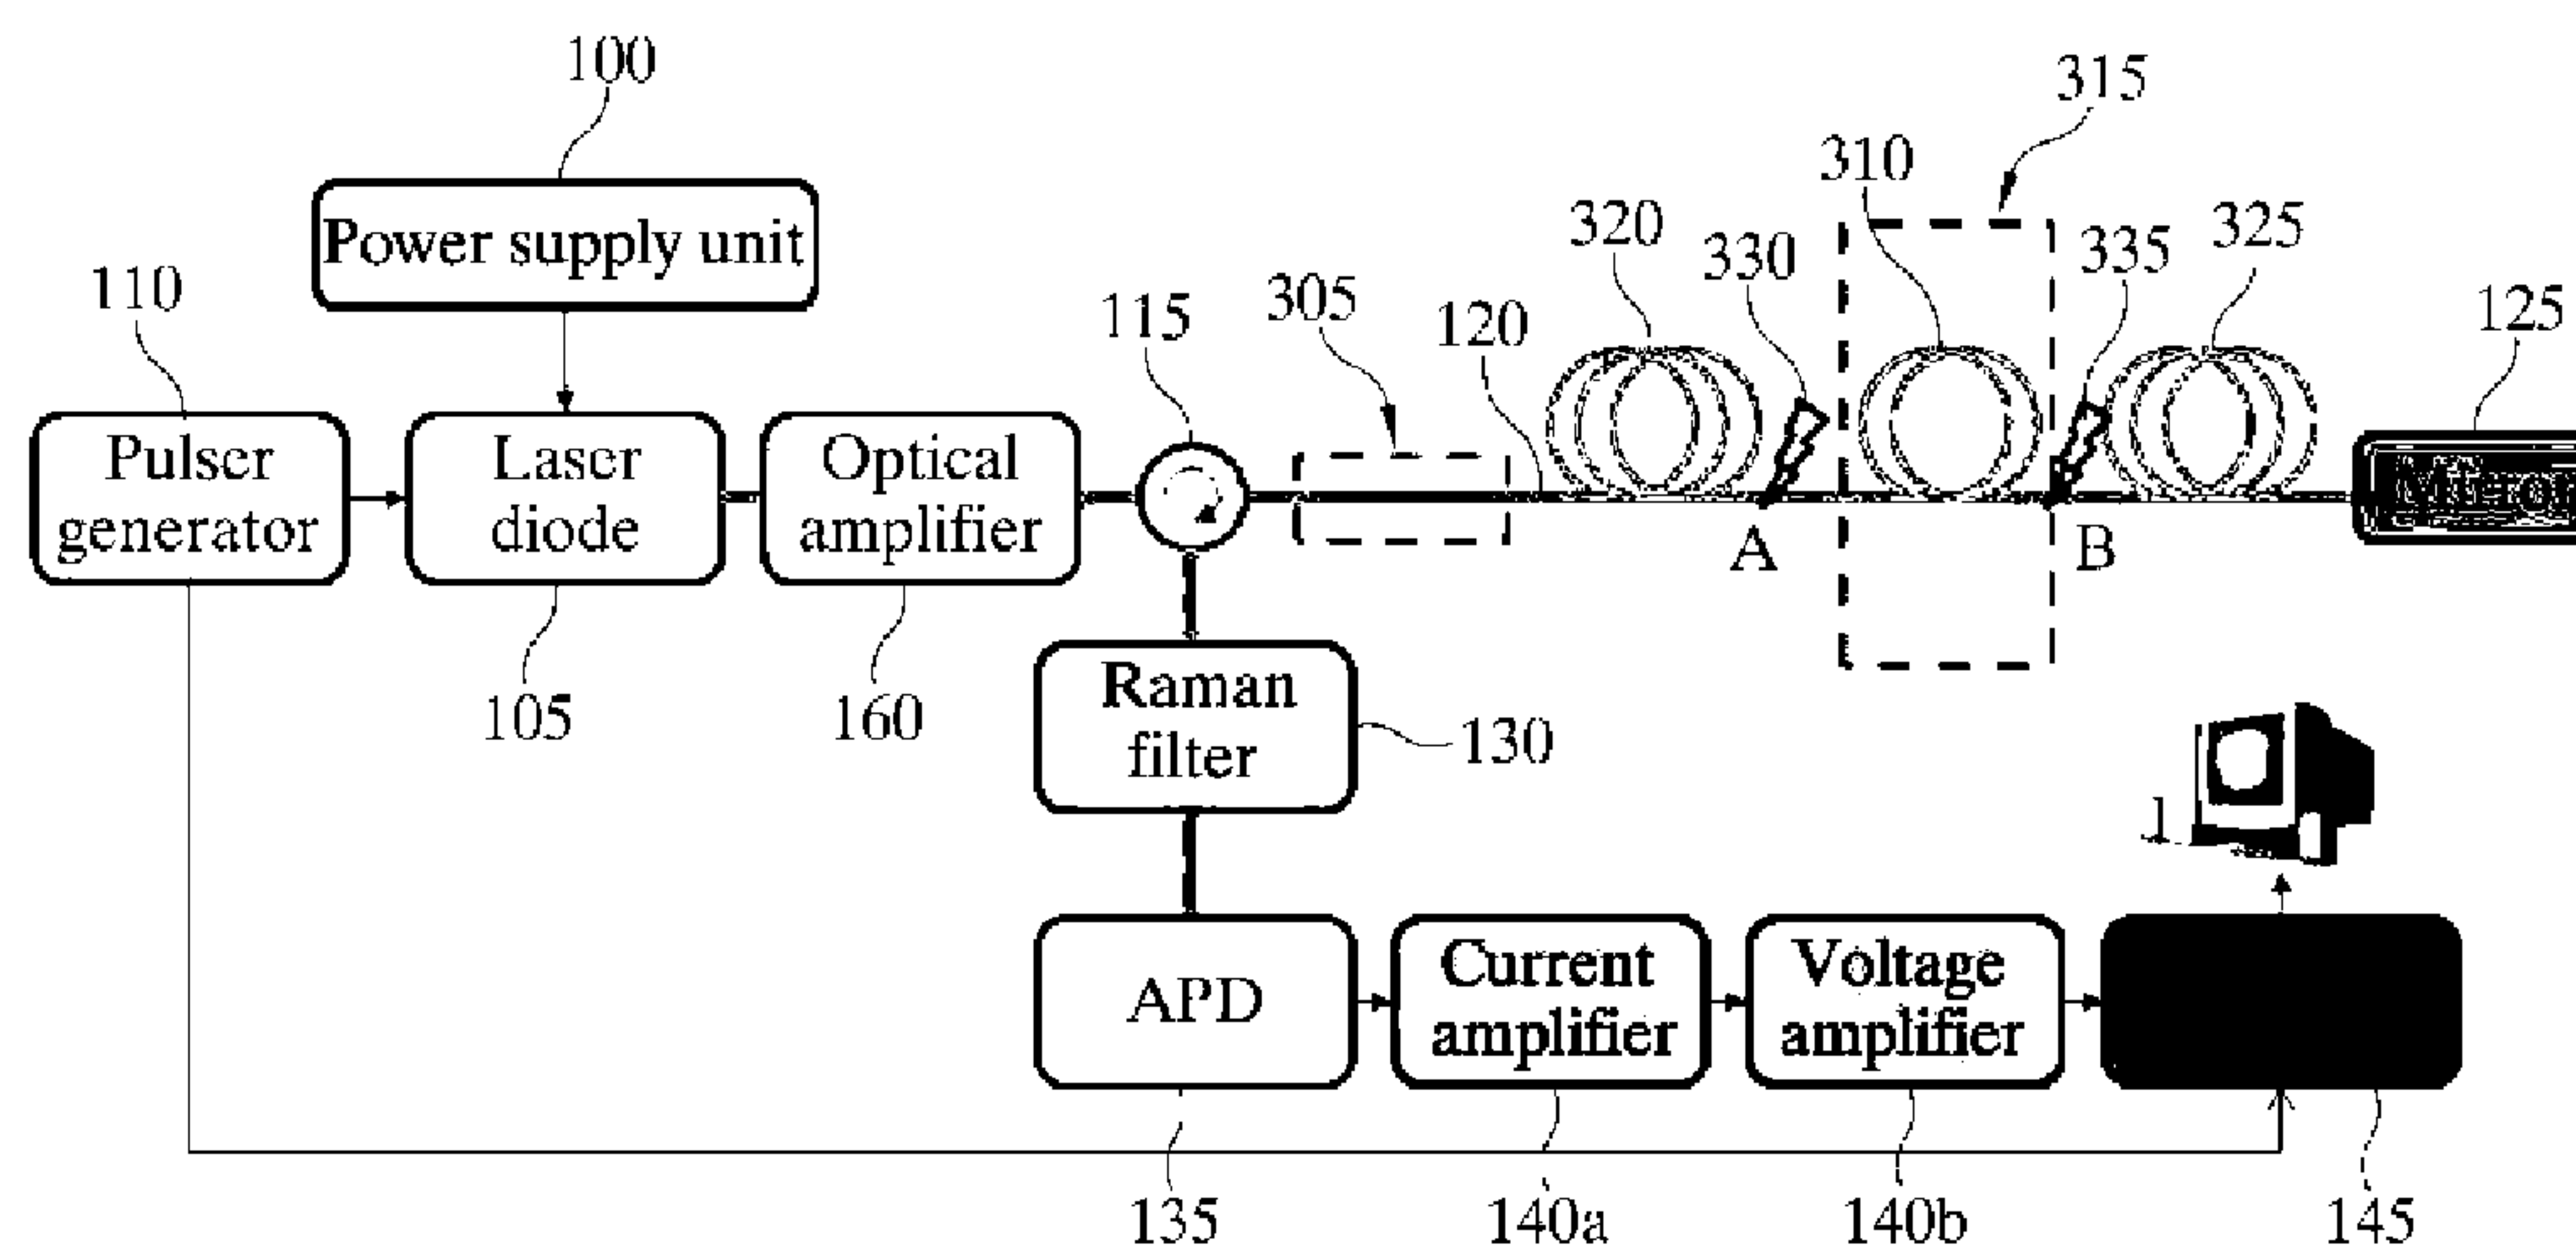 100
315
310
Power supply unit
320
330
335
325
110
115
305
120
125
Pulser
generator
Laser
diode
Optical
amplifier
A
B
105
160
Raman
filter
130
1
APD
Current
amplifier
Voltage
amplifier
135
140a
140b
145